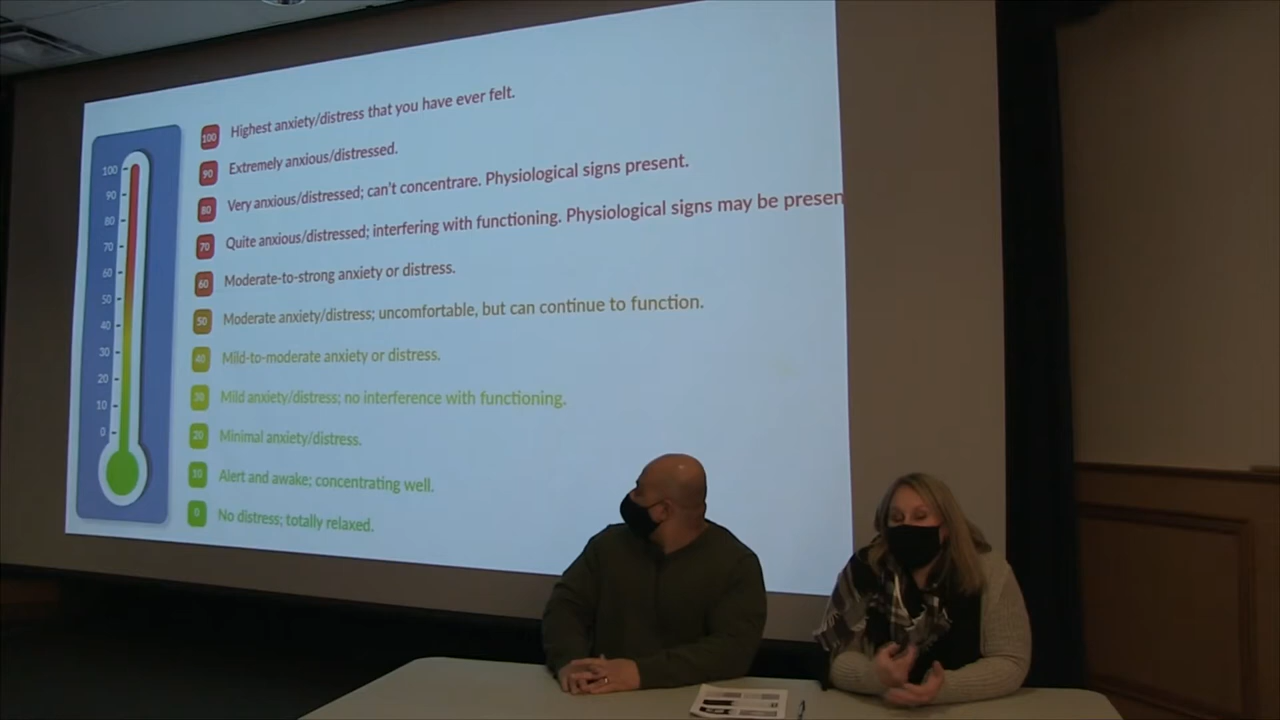 100 Highest anxiety/distress that you have ever felt.
90 Extremely anxious/distressed.
80 Very anxious/distressed; can't concentrare. Physiological signs present.
70 Quite anxious/distressed; interfering with functioning. Physiological signs may be presen
60 Moderate-to-strong anxiety or distress.
50 Moderate anxiety/distress; uncomfortable, but can continue to function.
40 Mild-to-moderate anxiety or distress.
30 Mild anxiety/distress; no interference with functioning.
20 Minimal anxiety/distress.
10 Alert and awake; concentrating well.
0 No distress; totally relaxed.
100
90
80
70
60
50
40
30
20
10
0